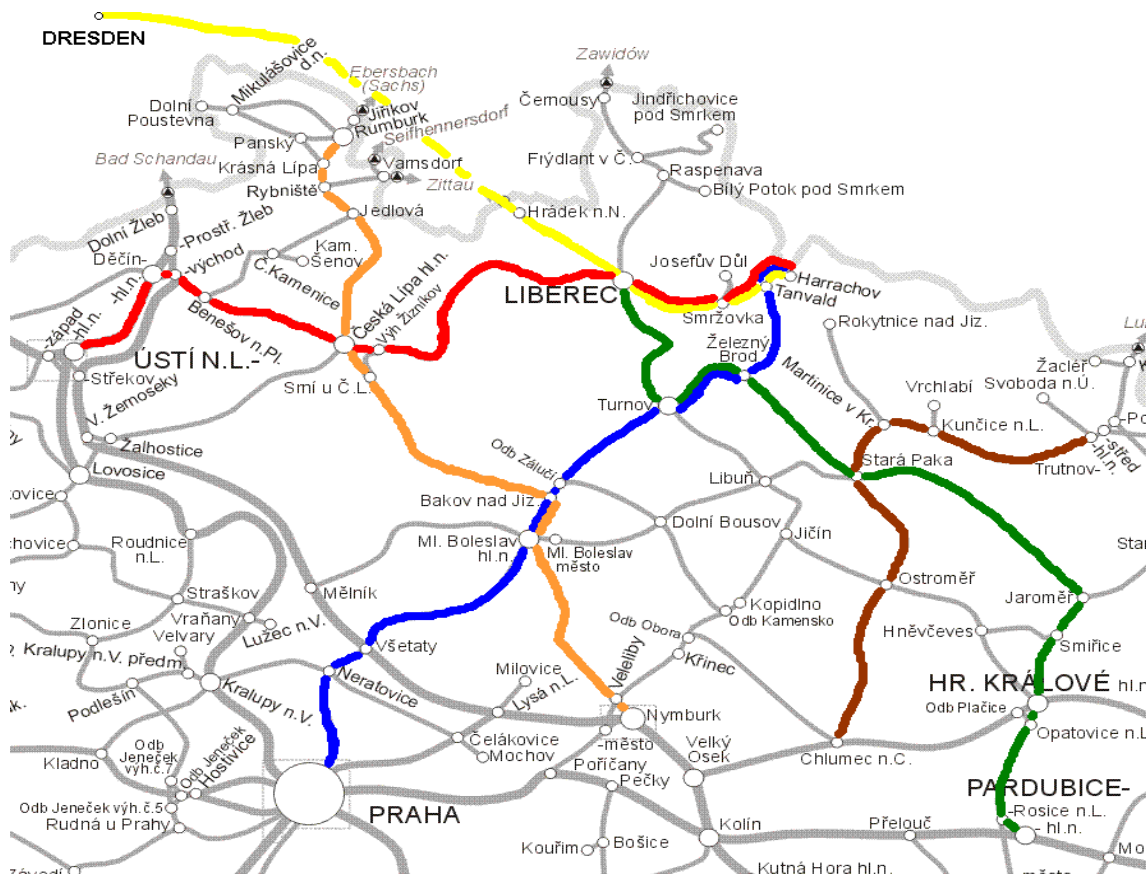 DRESDEN
Mikulášovice
d.n.
Ebersbach
(Sachs)
Zawidów
Dolní
Poustevna
Jiříkov
Rumburk
Seifhennersdorf
Černousy
Jindřichovice
pod Smrkem
Panský
Bad Schandau
Krásná Lípa
Varnsdorf
Frýdlant v Č.
Raspenava
Rybniště
Zittau
Bílý Potok pod Smrkem
Jedlová
Hrádek n.N.
Dolní Žleb
-Prostř. Žleb
Děčín-
-východ
-hl.n.
Kam.
Šenov
Č.Kamenice
Josefův Důl
Harrachov
LIBEREC
Tanvald
Smržovka
Benešov n.Pl.
Česká Lípa hl.n.
Výh Žizníkov
Rokytnice nad Jiz.
-západ
-hl.n.
ÚSTÍ N.L.-
-Střekov
Železný
Brod
Martinice v Kr.
Žacléř
Svoboda n.Ú.
Vrchlabí
Srní u Č.L.
V. Žemoseky
Turnov
Kunčice n.L.
Žalhostice
Trutnov-
-střed
-hl.n.
Lovosice
Odb Zálučí
Stará Paka
Libuň
Bakov nad Jiz.
Roudnice
n.L.
Dolní Bousov
Jičín
Ml. Boleslav
hl.n.
Ml. Boleslav
město
Mělník
Straškov
Ostroměř
Jaroměř
Vraňany
Lužec n.V.
Kopidlno
Odb Kamensko
Zlonice
Velvary
Odb Obora
Hněvčeves
Smiřice
Všetaty
Kralupy n.V. předm.
Milovice
Křinec
Neratovice
Lysá n.L.
Veleliby
HR. KRÁLOVÉ hl.n.
Podlešín
Kralupy n.V.
Nymburk
Odb Plačice
Opatovice n.L.
Čelákovice
-město
Mochov
Velký
Osek
Chlumec n.C.
Kladno
Odb
Jeneček
výh.č.7
Odb Jeneček
Hostivice
Poříčany
Pečky
PARDUBICE-
Odb Jeneček výh.č.5
Rudná u Prahy
PRAHA
-Rosice n.L.
- hl.n.
Kolín
Přelouč
Kouřim
Bošice
Kutná Hora hl.n.